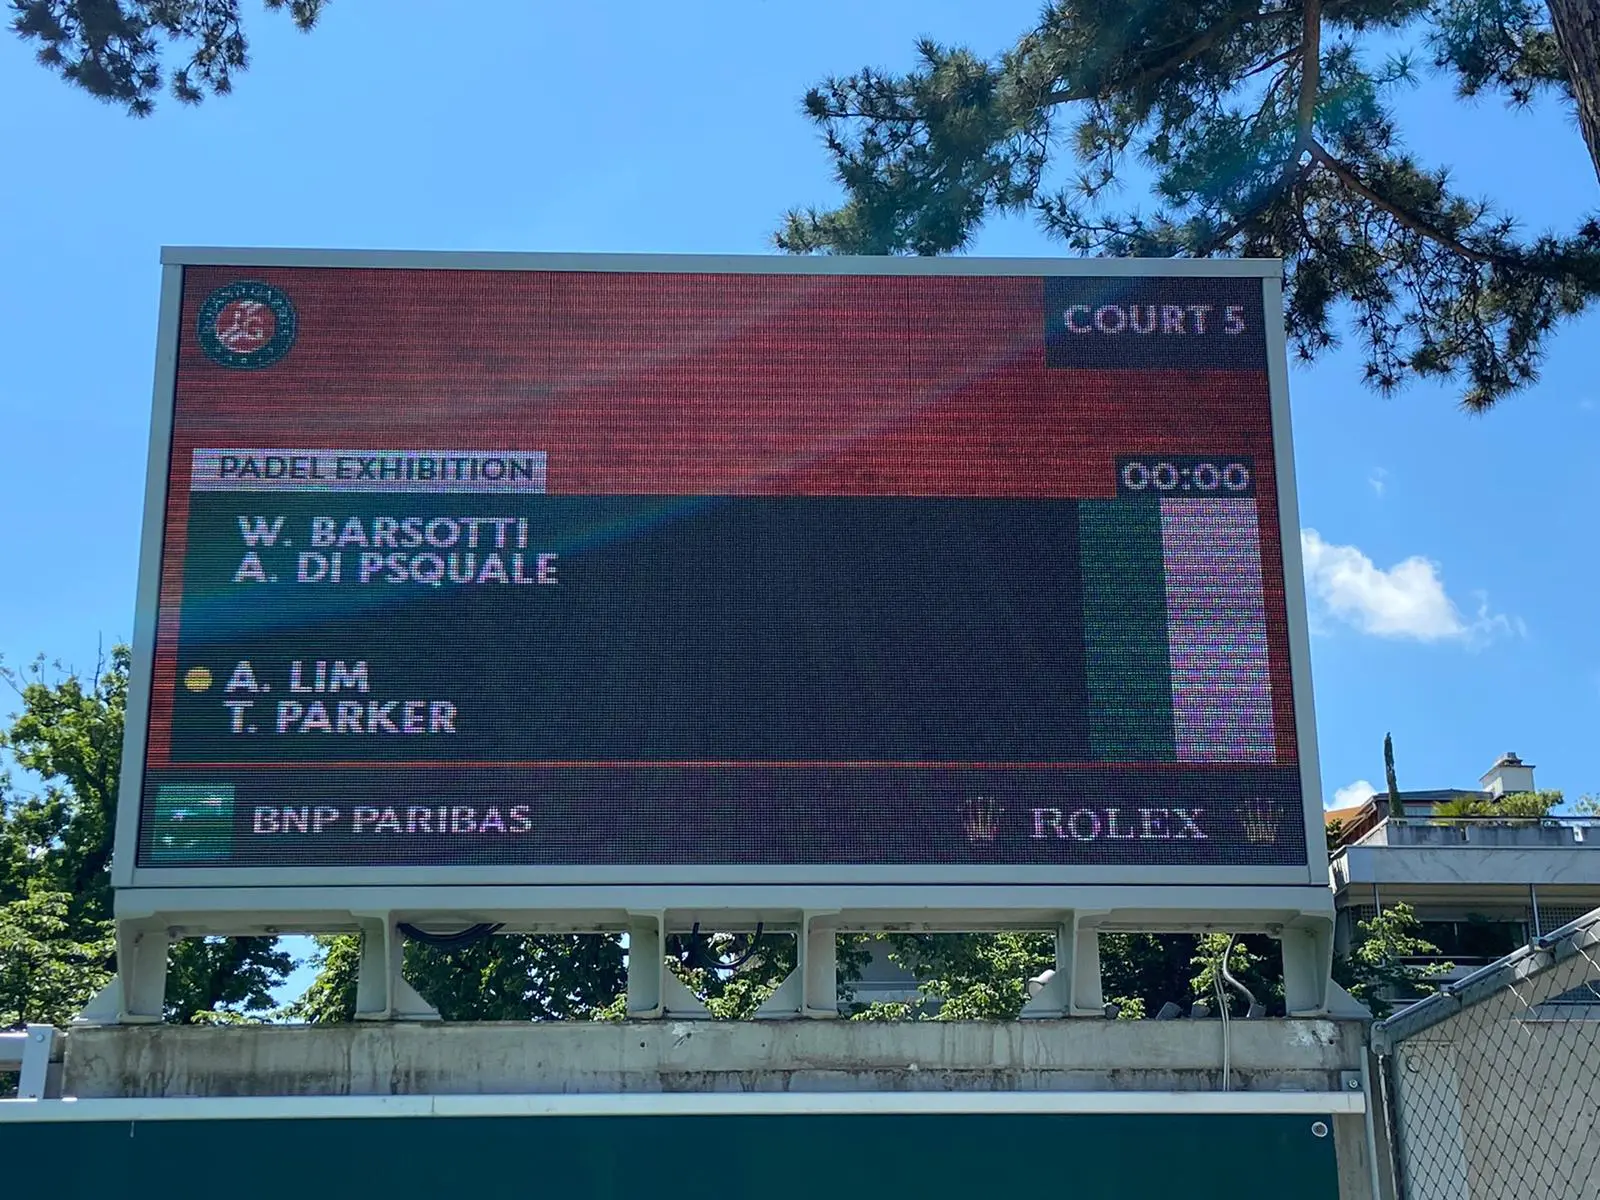 COURT 5
PADEL EXHIBITION
00:00
W. BARSOTTI
A. DI PSQUALE
A. LIM
T. PARKER
BNP PARIBAS
ROLEX